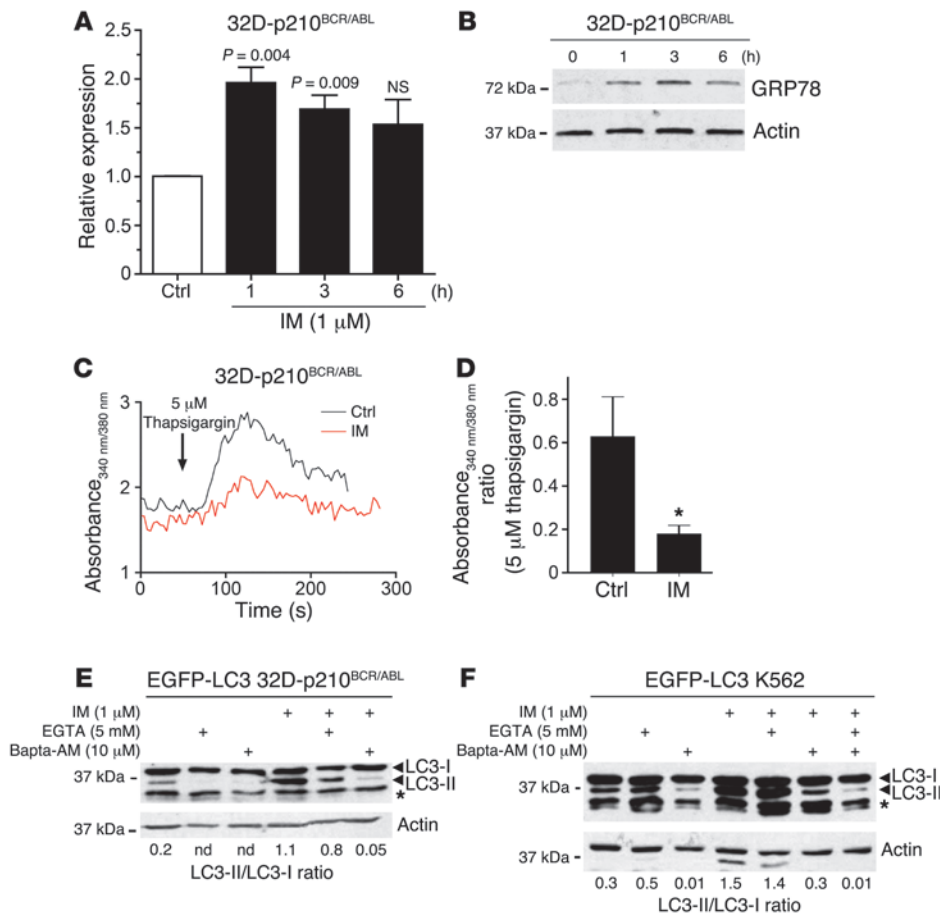 A
32D-p210BCR/ABL
Relative expression
2.5
2.0
1.5
1.0
0.5
0
P = 0.004
P = 0.009
NS
Ctrl
1
3
6
(h)
IM (1 μM)
B
32D-p210BCR/ABL
0 1 3 6 (h)
72 kDa
GRP78
37 kDa
Actin
C
32D-p210BCR/ABL
Absorbance340 nm/380 nm
3
2
1
5 μM
Thapsigargin
Ctrl
IM
0 100 200 300
Time (s)
D
Absorbance340 nm/380 nm
ratio
(5 μM thapsigargin)
0.8
0.6
0.4
0.2
0
*
Ctrl IM
E
EGFP-LC3 32D-p210BCR/ABL
IM (1 μM) + + +
EGTA (5 mM) + +
Bapta-AM (10 μM) + +
37 kDa
LC3-I
LC3-II
*
37 kDa
Actin
0.2 nd nd 1.1 0.8 0.05
LC3-II/LC3-I ratio
F
EGFP-LC3 K562
IM (1 μM) + + + +
EGTA (5 mM) + + +
Bapta-AM (10 μM) + + +
37 kDa
LC3-I
LC3-II
*
37 kDa
Actin
0.3 0.5 0.01 1.5 1.4 0.3 0.01
LC3-II/LC3-I ratio